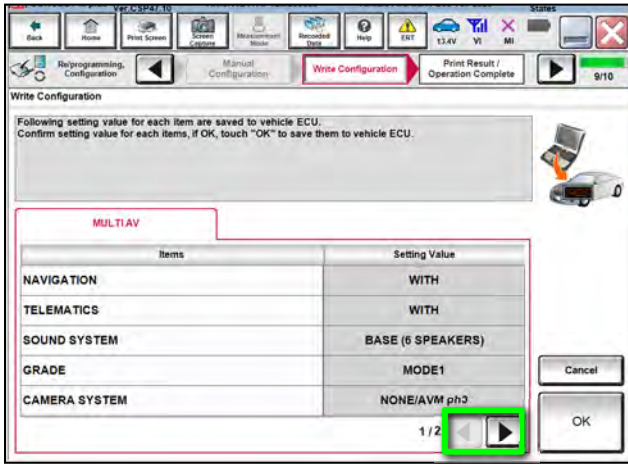 Ver.CSP47.10
States
Back
Home
Print Screen
Screen Capture
Measurement Mode
Recorded Data
Help
ERT
13.4V
VI
MI
Re/programming, Configuration
Manual Configuration
Write Configuration
Print Result / Operation Complete
9/10
Write Configuration
Following setting value for each item are saved to vehicle ECU.
Confirm setting value for each items, if OK, touch "OK" to save them to vehicle ECU.
MULTI AV
Items Setting Value
NAVIGATION WITH
TELEMATICS WITH
SOUND SYSTEM BASE (6 SPEAKERS)
GRADE MODE1
CAMERA SYSTEM NONE/AVM ph3
1/2
Cancel
OK